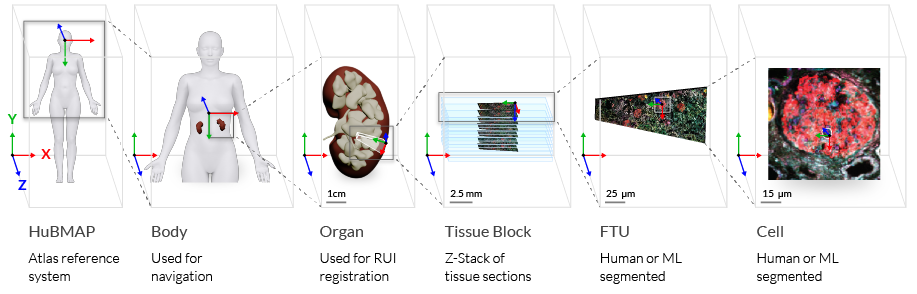 Y
X
Z
1cm
2.5 mm
25 µm
15 µm
HuBMAP
Atlas reference
system
Body
Used for
navigation
Organ
Used for RUI
registration
Tissue Block
Z-Stack of
tissue sections
FTU
Human or ML
segmented
Cell
Human or ML
segmented